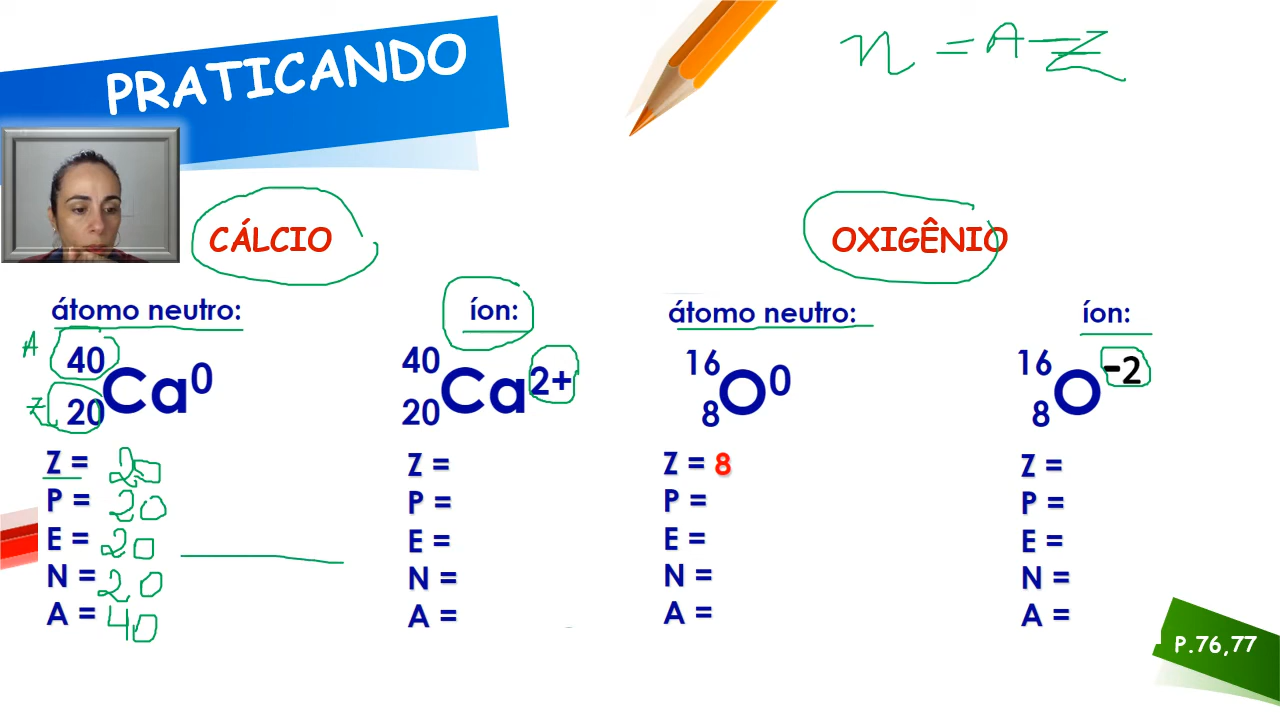 PRATICANDO
n = A - Z
CÁLCIO
OXIGÊNIO
átomo neutro:
A
40
Ca0
Z
20
Z = 20
P = 20
E = 20
N = 20
A = 40
íon:
40
Ca2+
20
Z =
P =
E =
N =
A =
átomo neutro:
16
O0
8
Z = 8
P =
E =
N =
A =
íon:
16
O-2
8
Z =
P =
E =
N =
A =
P.76,77